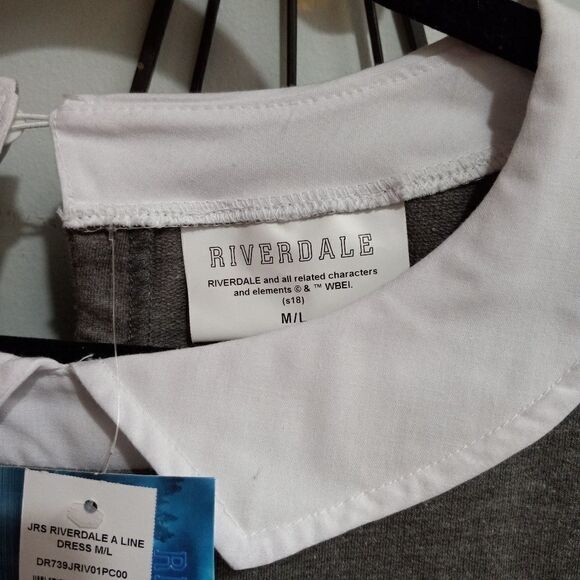 RIVERDALE
RIVERDALE and all related characters
and elements © & ™ WBEI.
(s18)
M/L
JRS RIVERDALE A LINE
DRESS M/L
DR739JRIV01PC00